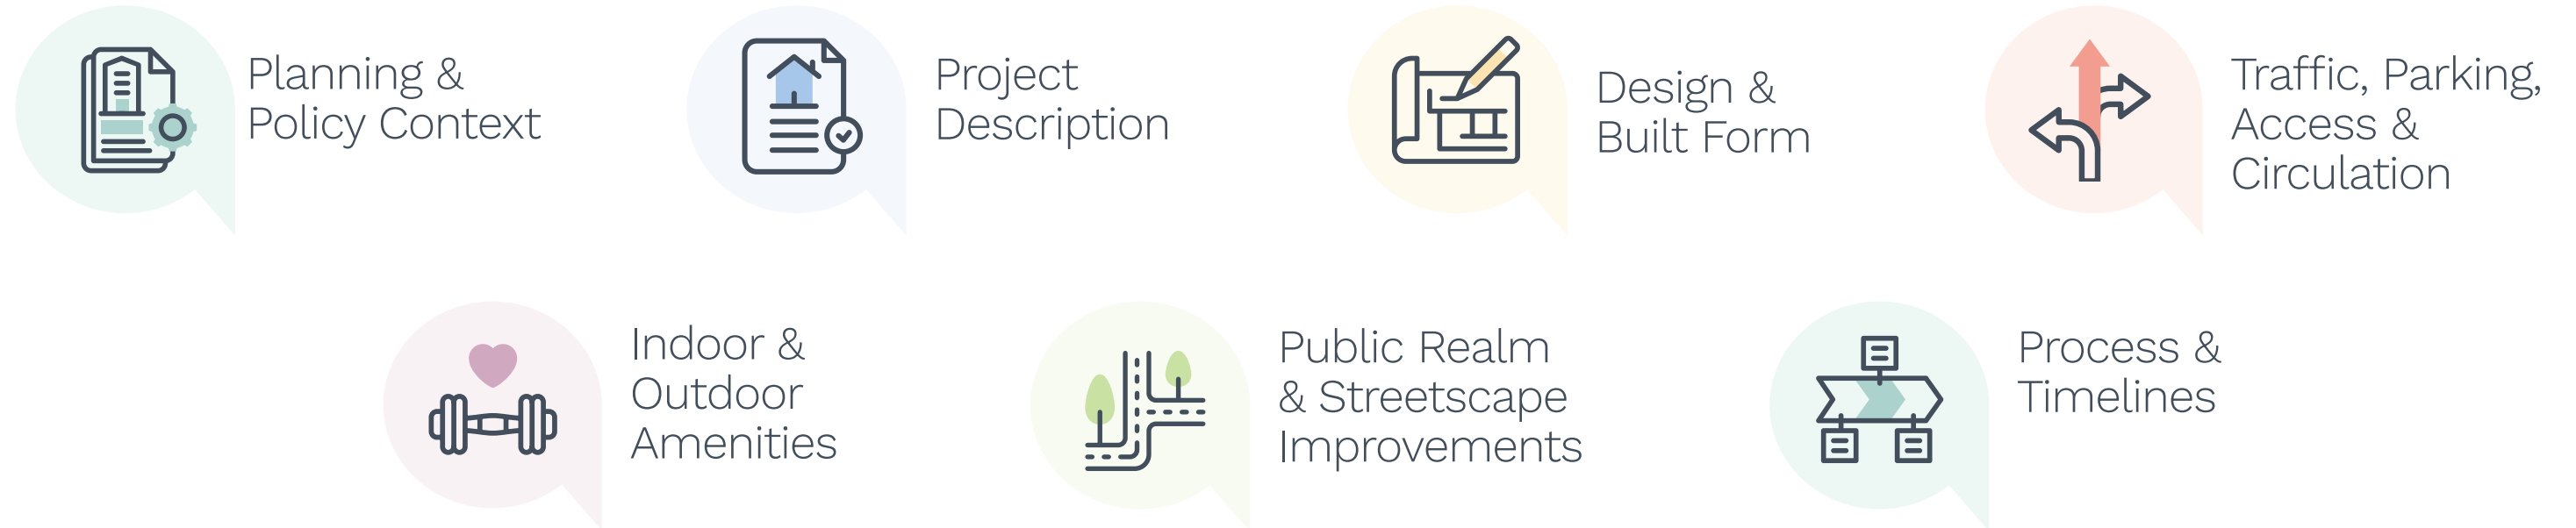 Planning &
Policy Context
Project
Description
Design &
Built Form
Traffic, Parking,
Access &
Circulation
Indoor &
Outdoor
Amenities
Public Realm
& Streetscape
Improvements
Process &
Timelines